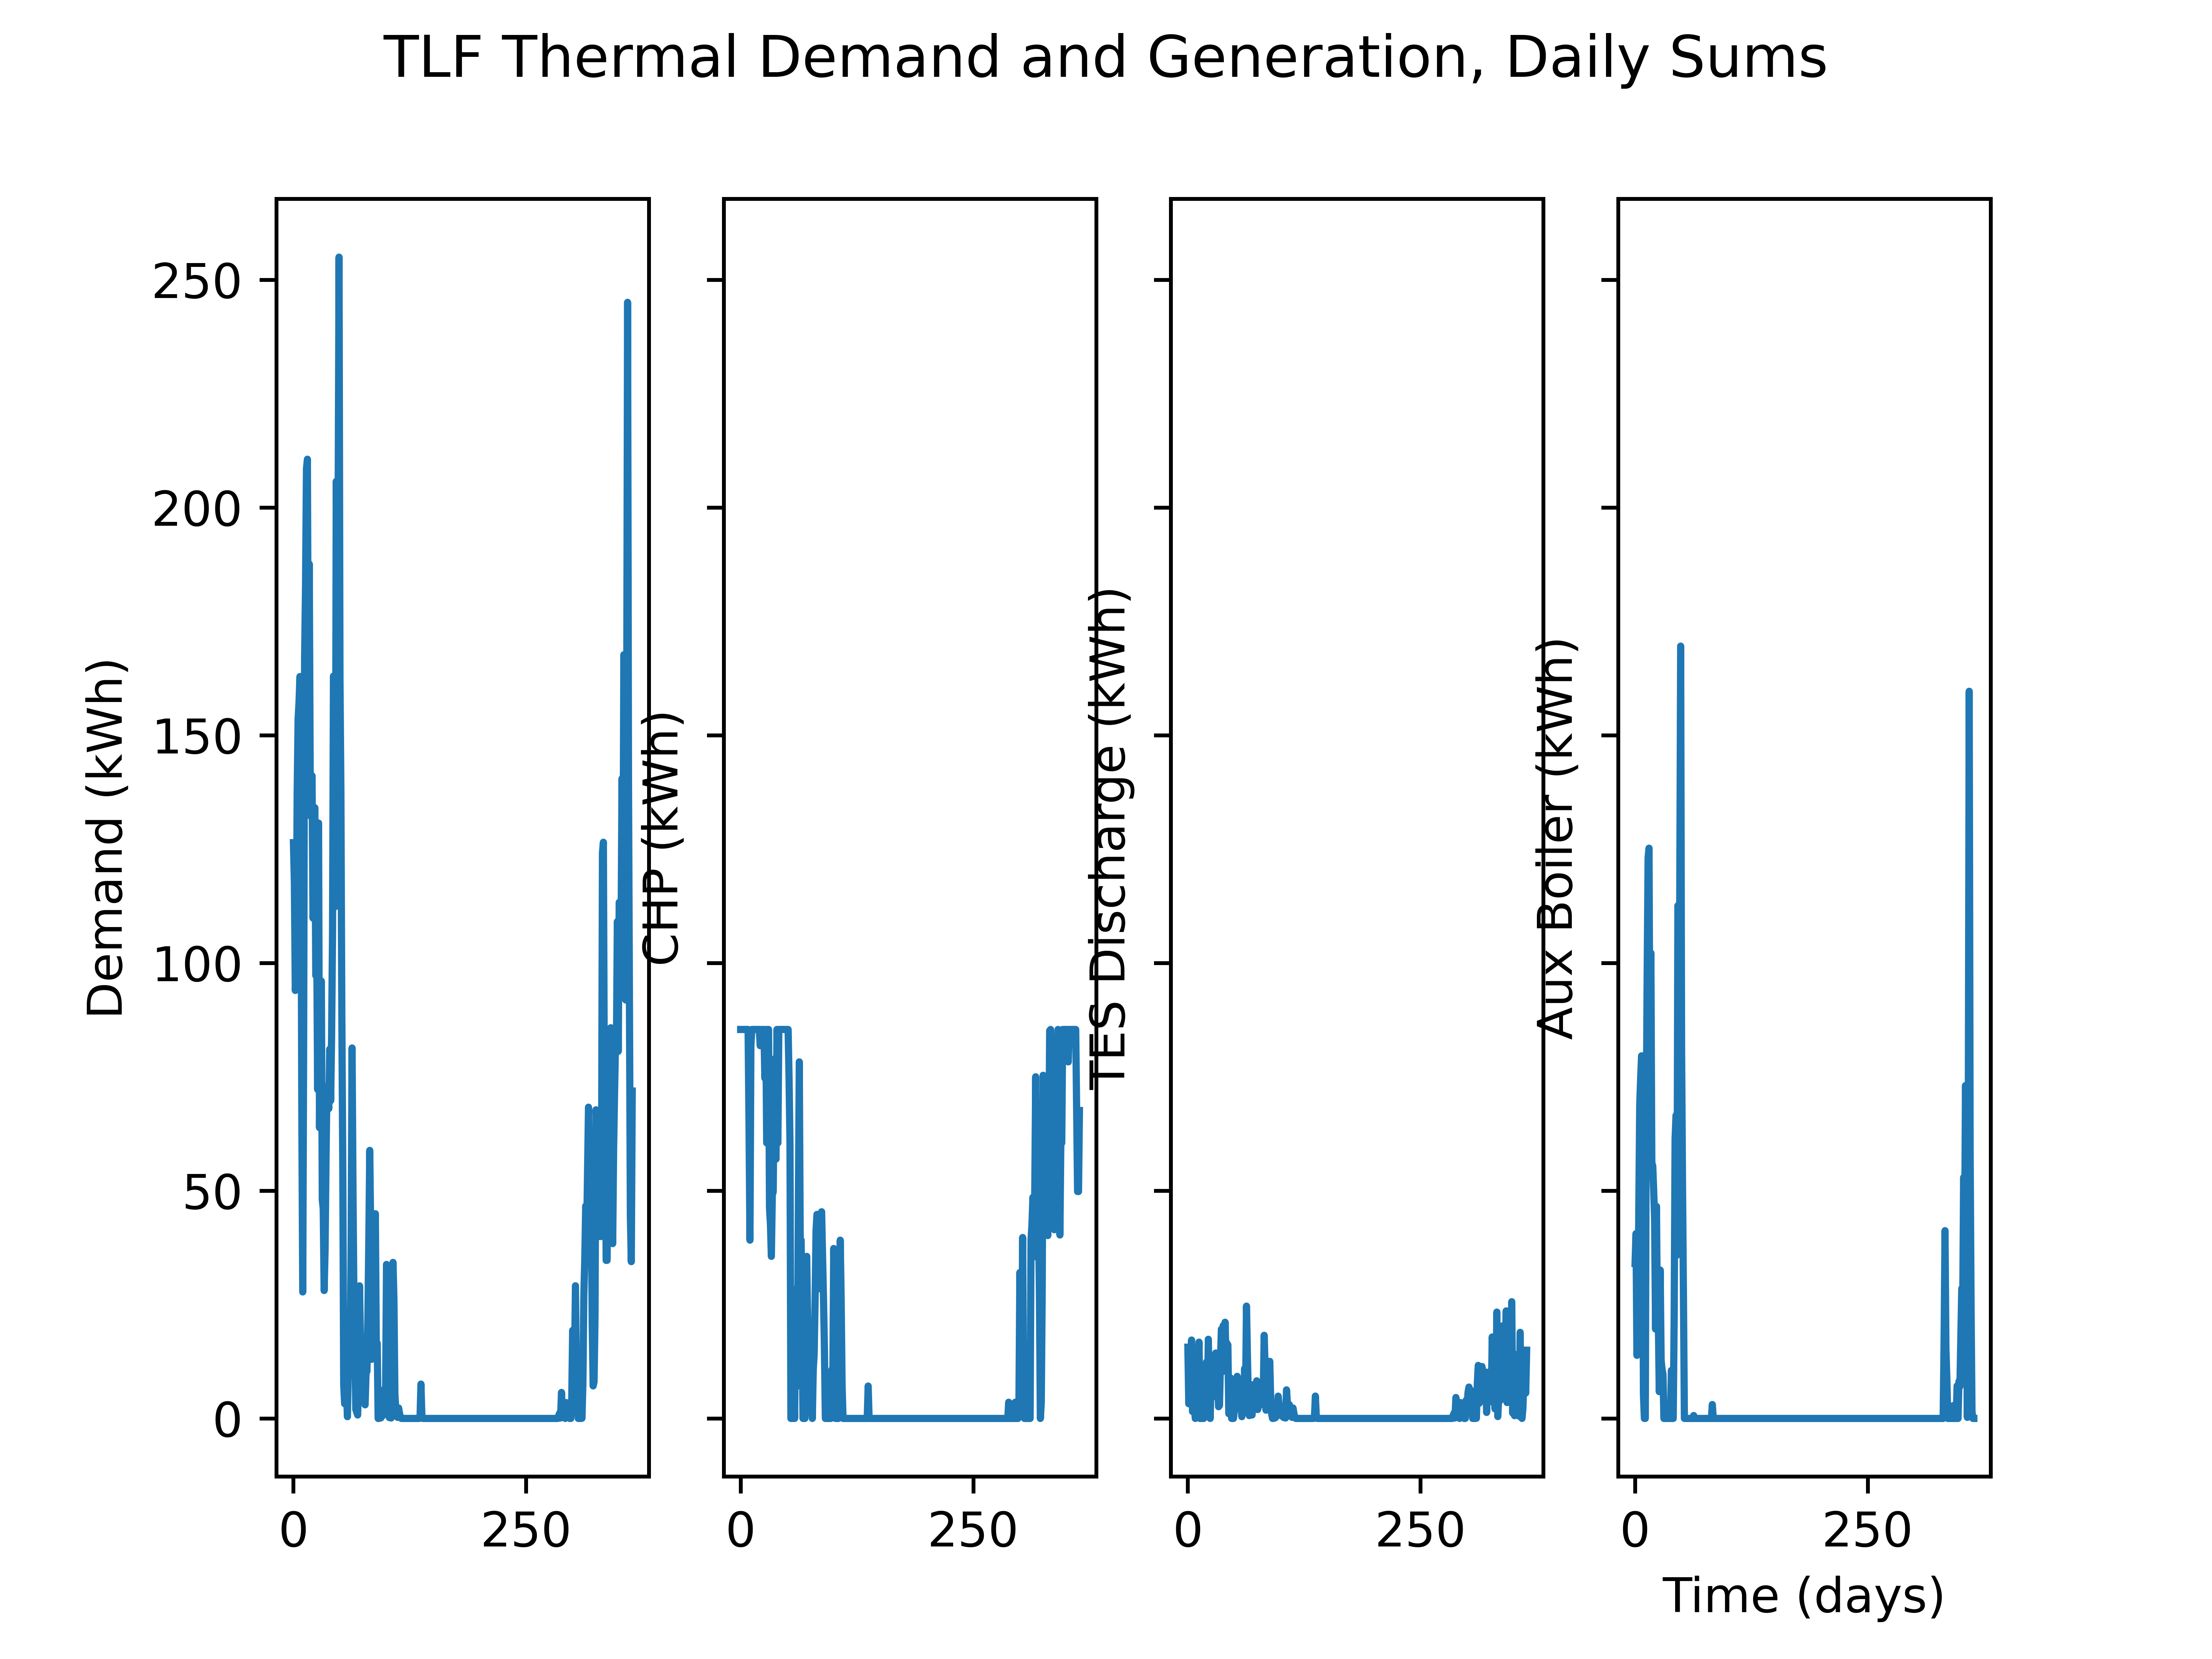 TLF Thermal Demand and Generation, Daily Sums
Demand (kWh)
250
200
150
100
50
0
0 250
CHP (kWh)
0 250
TES Discharge (kWh)
0 250
Aux Boiler (kWh)
0 250
Time (days)